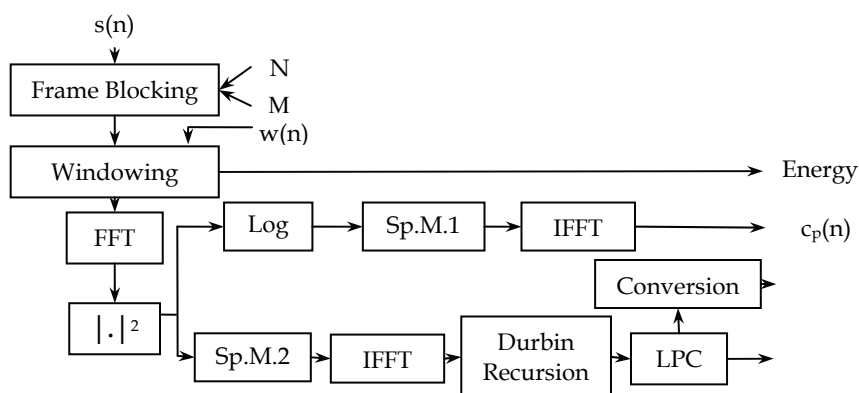 s(n)
Frame Blocking
N
M
w(n)
Windowing
Energy
FFT
Log
Sp.M.1
IFFT
cₚ(n)
|.|²
Conversion
Sp.M.2
IFFT
Durbin
Recursion
LPC